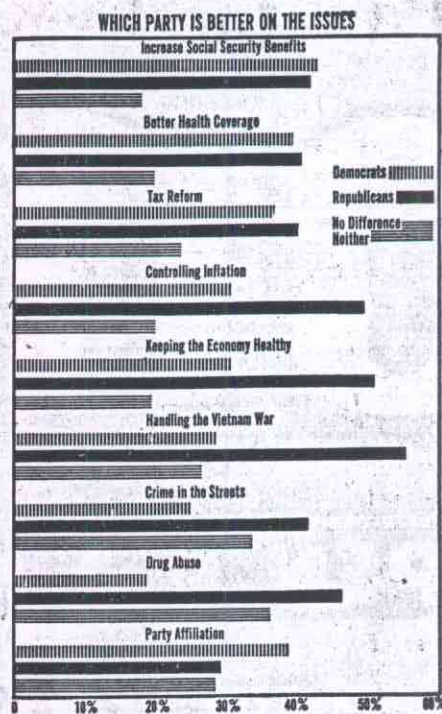 WHICH PARTY IS BETTER ON THE ISSUES
Increase Social Security Benefits
Better Health Coverage
Democrats
Tax Reform
Republicans
No Difference
Neither
Controlling Inflation
Keeping the Economy Healthy
Handling the Vietnam War
Crime in the Streets
Drug Abuse
Party Affiliation
0 10% 20% 30% 40% 50% 60%